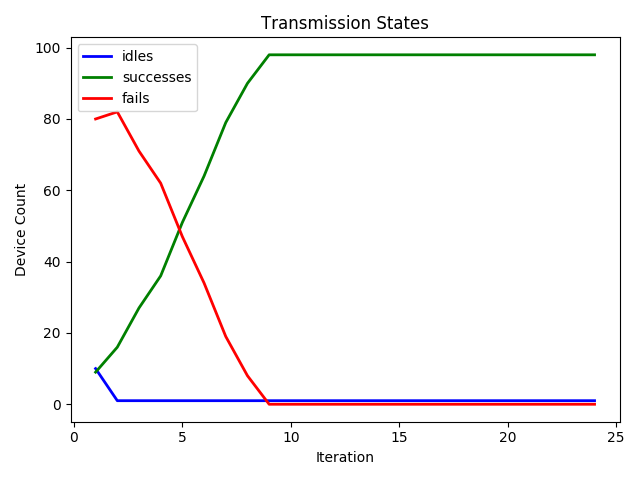 Transmission States
idles
successes
fails
Device Count
100
80
60
40
20
0
0 5 10 15 20 25
Iteration